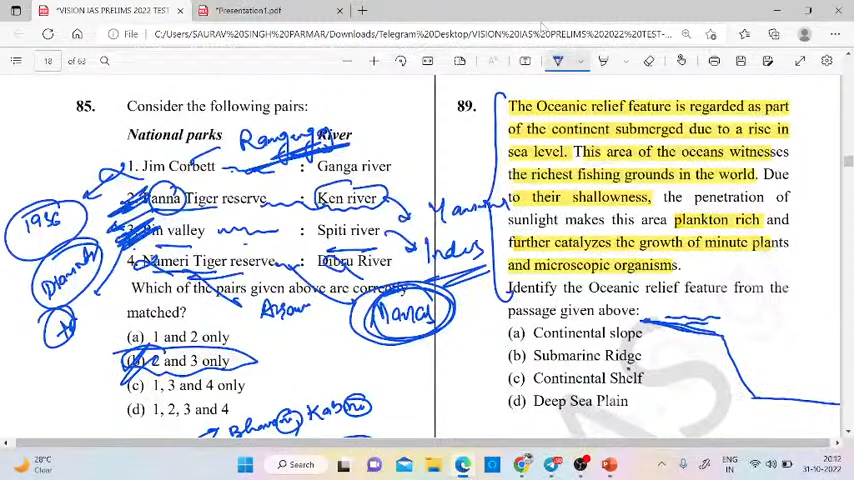 *VISION IAS PRELIMS 2022 TEST
*Presentation1.pdf
File
C:/Users/SAURAV%20SINGH%20PARMAR/Downloads/Telegram%20Desktop/VISION%20IAS%20PRELIMS%202022%20TEST-...
18 of 63
85. Consider the following pairs:
National parks River
1. Jim Corbett : Ganga river
2. Panna Tiger reserve : Ken river
3. Pin valley : Spiti river
4. Nameri Tiger reserve : Dibru River
Which of the pairs given above are correctly
matched?
(a) 1 and 2 only
(b) 2 and 3 only
(c) 1, 3 and 4 only
(d) 1, 2, 3 and 4
1936
Diamonds
Indus
Manas
Assam
89. The Oceanic relief feature is regarded as part
of the continent submerged due to a rise in
sea level. This area of the oceans witnesses
the richest fishing grounds in the world. Due
to their shallowness, the penetration of
sunlight makes this area plankton rich and
further catalyzes the growth of minute plants
and microscopic organisms.
Identify the Oceanic relief feature from the
passage given above:
(a) Continental slope
(b) Submarine Ridge
(c) Continental Shelf
(d) Deep Sea Plain
28°C
Clear
Search
ENG
IN
20:12
31-10-2022